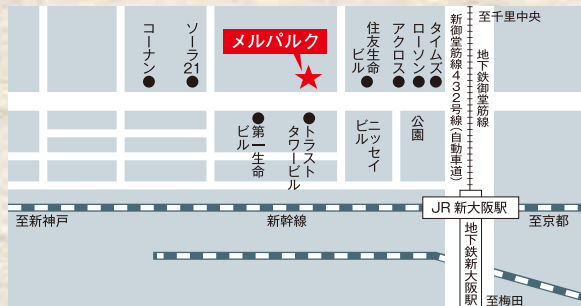 至千里中央
コーナン
ソーラ21
メルパルク
住友生命
ビル
アクロス
ローソン
タイムズ
新御堂筋線432号線(自動車道)
地下鉄御堂筋線
第一生命
ビル
トラスト
タワービル
ニッセイ
ビル
公園
JR 新大阪駅
至新神戸
新幹線
至京都
地下鉄新大阪駅
至梅田